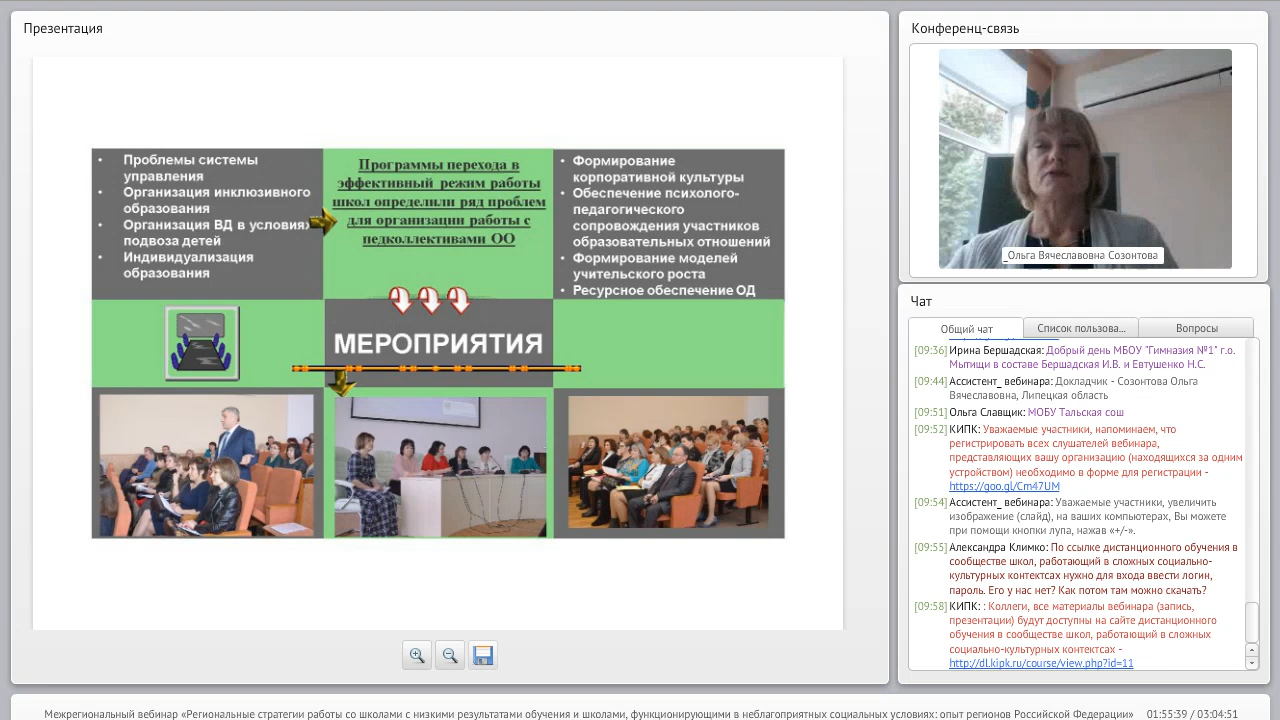 Презентация
• Проблемы системы
управления
• Организация инклюзивного
образования
• Организация ВД в условиях
подвоза детей
• Индивидуализация
образования
Программы перехода в
эффективный режим работы
школ определили ряд проблем
для организации работы с
педколлективами ОО
• Формирование
корпоративной культуры
• Обеспечение психолого-
педагогического
сопровождения участников
образовательных отношений
• Формирование моделей
учительского роста
• Ресурсное обеспечение ОД
МЕРОПРИЯТИЯ
Конференц-связь
_Ольга Вячеславовна Созонтова
Чат
Общий чат
Список пользова...
Вопросы
[09:36] Ирина Бершадская: Добрый день МБОУ "Гимназия №1" г.о.
Мытищи в составе Бершадская И.В. и Евтушенко Н.С.
[09:44] Ассистент_ вебинара: Докладчик - Созонтова Ольга
Вячеславовна, Липецкая область
[09:51] Ольга Славщик: МОБУ Тальская сош
[09:52] КИПК: Уважаемые участники, напоминаем, что
регистрировать всех слушателей вебинара,
представляющих вашу организацию (находящихся за одним
устройством) необходимо в форме для регистрации -
https://goo.gl/Cm47UM
[09:54] Ассистент_ вебинара: Уважаемые участники, увеличить
изображение (слайд), на ваших компьютерах, Вы можете
при помощи кнопки лупа, нажав «+/-».
[09:55] Александра Климко: По ссылке дистанционного обучения в
сообществе школ, работающий в сложных социально-
культурных контектсах нужно для входа ввести логин,
пароль. Его у нас нет? Как потом там можно скачать?
[09:58] КИПК: : Коллеги, все материалы вебинара (запись,
презентации) будут доступны на сайте дистанционного
обучения в сообществе школ, работающий в сложных
социально-культурных контектсах -
http://dl.kipk.ru/course/view.php?id=11
Межрегиональный вебинар «Региональные стратегии работы со школами с низкими результатами обучения и школами, функционирующими в неблагоприятных социальных условиях: опыт регионов Российской Федерации» 01:55:39 / 03:04:51